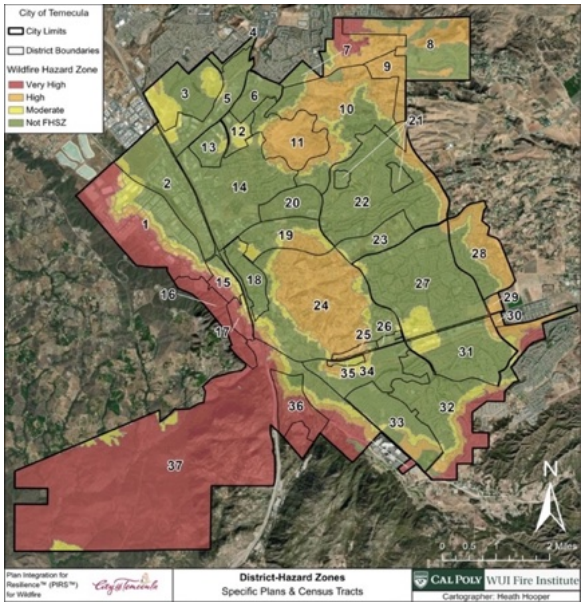 City of Temecula
City Limits
District Boundaries
Wildfire Hazard Zone
Very High
High
Moderate
Not FHSZ
4
7
8
9
3
5
6
10
12
11
21
13
2
14
22
20
1
19
23
28
15
18
27
16
24
29
30
17
25
26
31
35
34
36
33
32
37
N
0 0.5 1 2 Miles
Plan Integration for
Resilience™ (PIRS™)
for Wildfire
City of Temecula
District-Hazard Zones
Specific Plans & Census Tracts
CAL POLY WUI Fire Institute
Cartographer: Heath Hooper